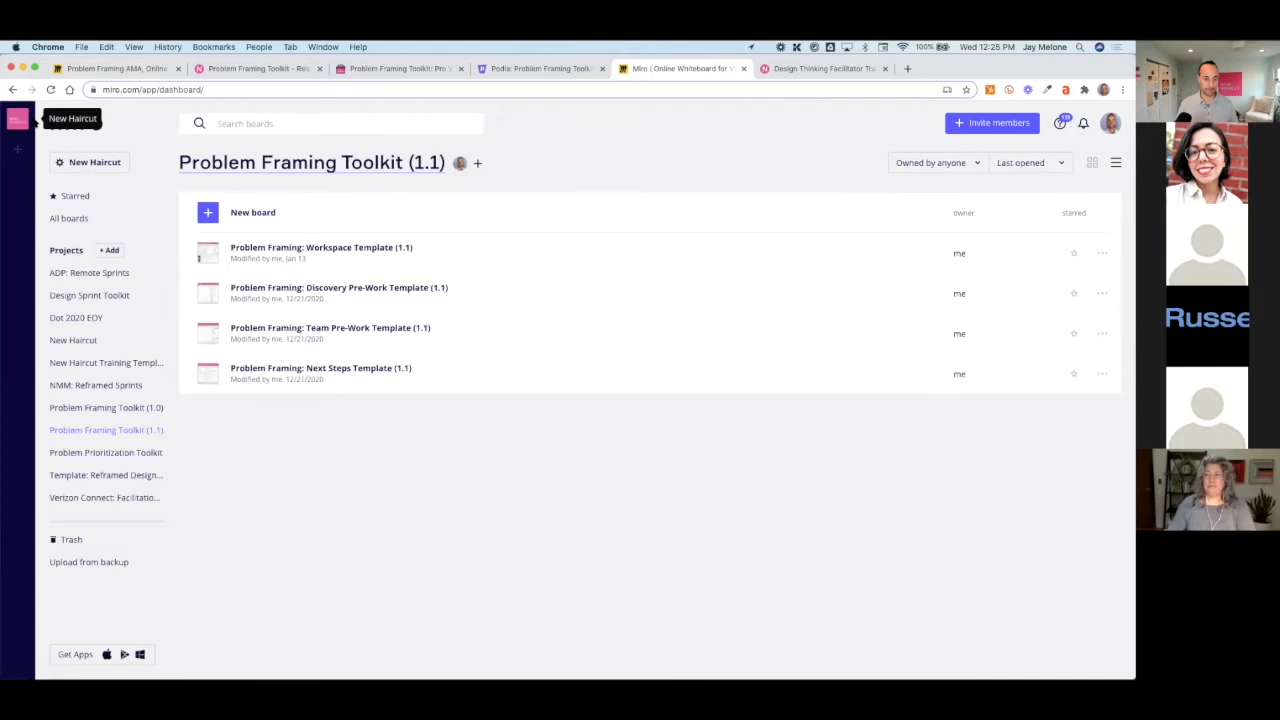 Chrome File Edit View History Bookmarks People Tab Window Help 100% Wed 12:25 PM Jay Melone
Problem Framing AMA, Online Problem Framing Toolkit - Problem Framing Toolkit: Pro Podia: Problem Framing Toolkit Miro | Online Whiteboard for Design Thinking Facilitator
miro.com/app/dashboard/
New Haircut
Search boards
Invite members
New Haircut
Problem Framing Toolkit (1.1)
Owned by anyone
Last opened
Starred
All boards
Projects
+ Add
ADP: Remote Sprints
Design Sprint Toolkit
Dot 2020 EOY
New Haircut
New Haircut Training Templ...
NMM: Reframed Sprints
Problem Framing Toolkit (1.0)
Problem Framing Toolkit (1.1)
Problem Prioritization Toolkit
Template: Reframed Design...
Verizon Connect: Facilitatio...
Trash
Upload from backup
Get Apps
New board owner starred
Problem Framing: Workspace Template (1.1)
Modified by me, Jan 13
me
Problem Framing: Discovery Pre-Work Template (1.1)
Modified by me, 12/21/2020
me
Problem Framing: Team Pre-Work Template (1.1)
Modified by me, 12/21/2020
me
Problem Framing: Next Steps Template (1.1)
Modified by me, 12/21/2020
me
Russe